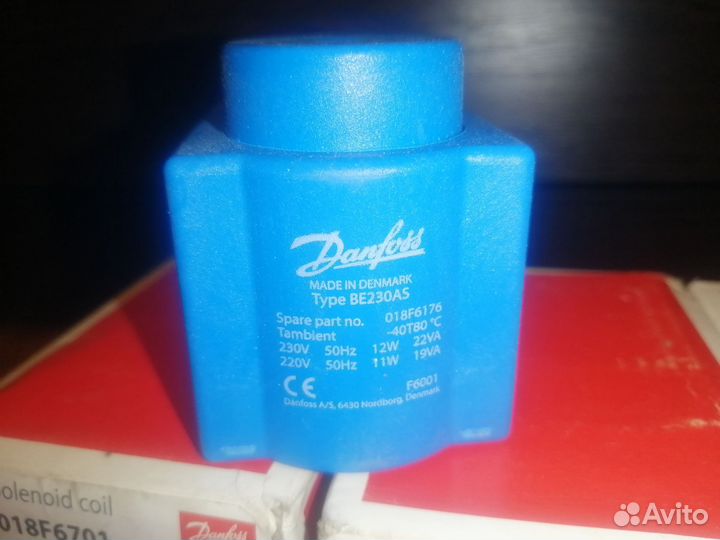 Danfoss
MADE IN DENMARK
Type BE230AS
Spare part no. 018F6176
Tambient -40T80 °C
230V 50Hz 12W 22VA
220V 50Hz 11W 19VA
CE F6001
Danfoss A/S, 6430 Nordborg, Denmark
solenoid coil
018F6701
Danfoss
Avito